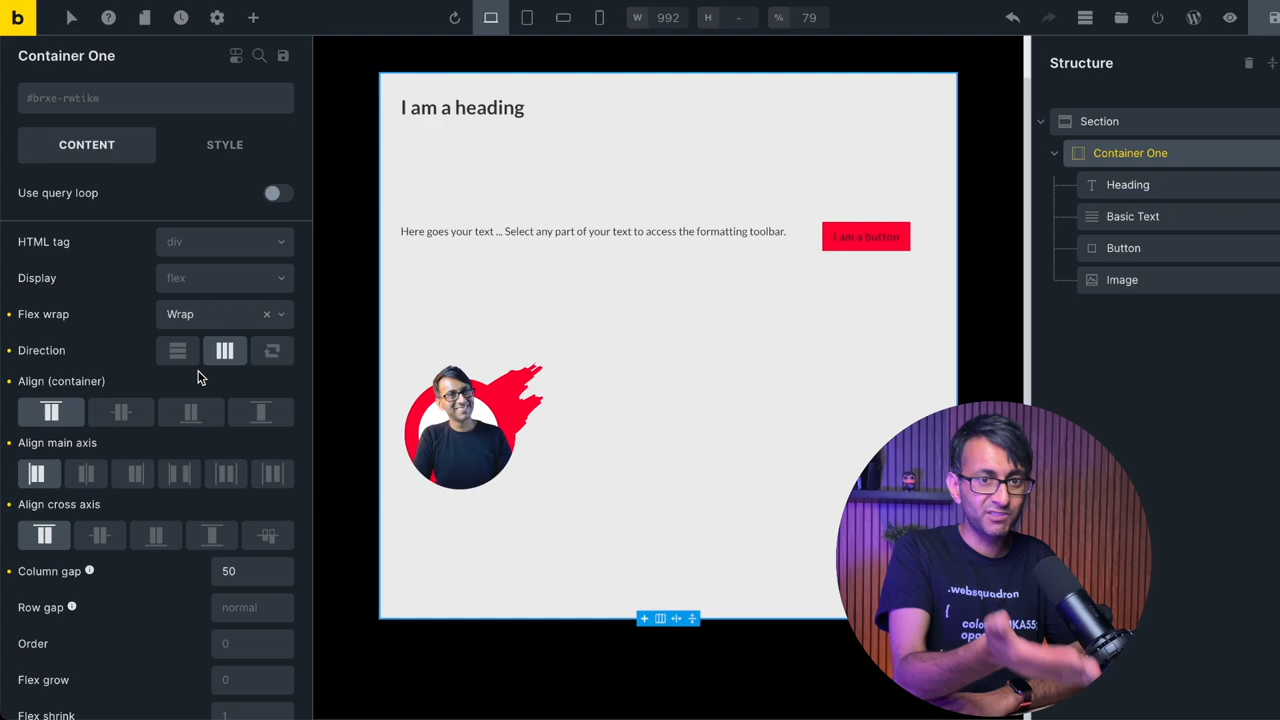 b
W 992 H - % 79
Container One
#brxe-rwtikw
CONTENT STYLE
Use query loop
HTML tag div
Display flex
Flex wrap Wrap
Direction
Align (container)
Align main axis
Align cross axis
Column gap 50
Row gap normal
Order 0
Flex grow 0
Flex shrink 1
I am a heading
Here goes your text ... Select any part of your text to access the formatting toolbar.
I am a button
Structure
Section
Container One
Heading
Basic Text
Button
Image
.websquadron
{